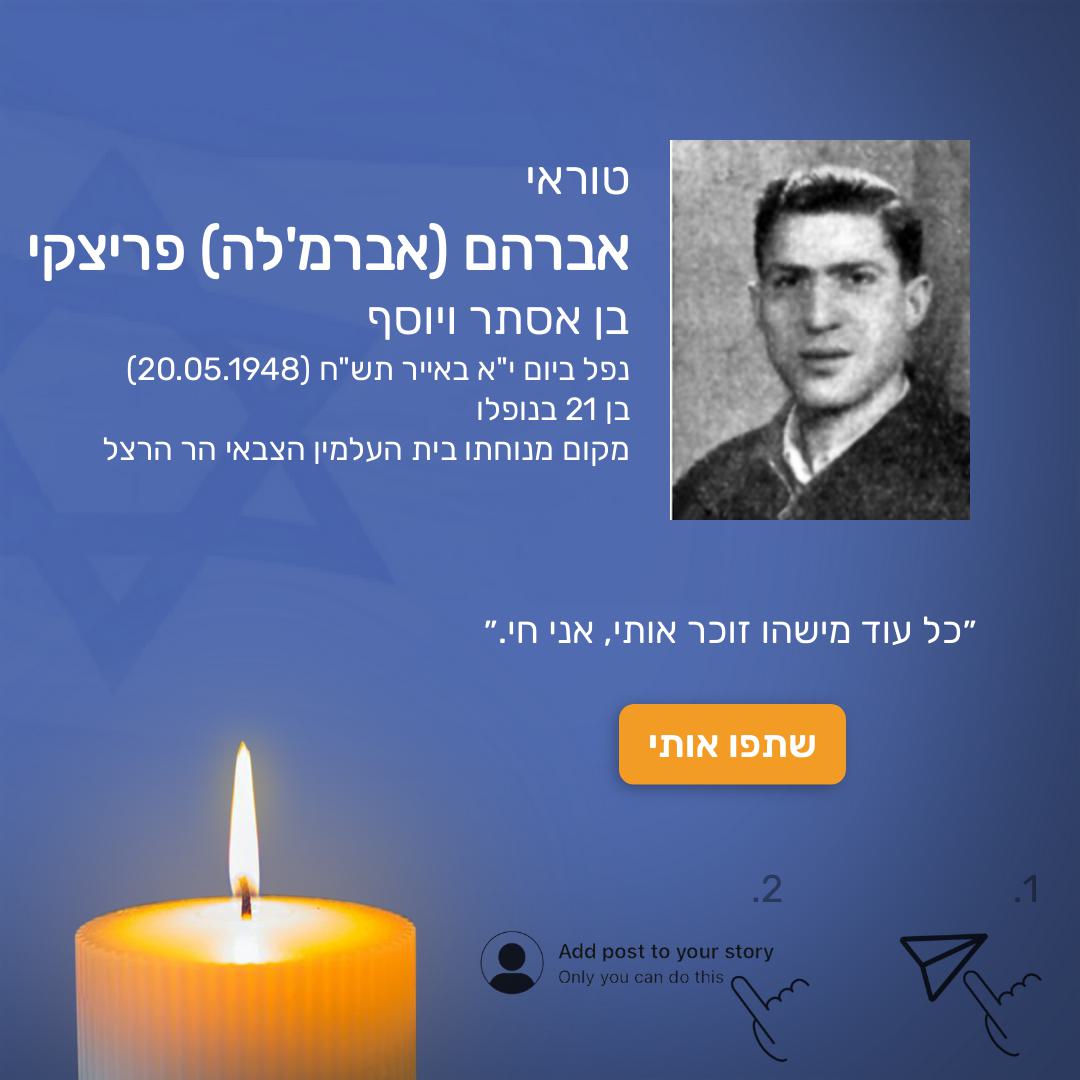 טוראי
אברהם (אברמ'לה) פריצקי
בן אסתר ויוסף
נפל ביום י"א באייר תש"ח (20.05.1948)
בן 21 בנופלו
מקום מנוחתו בית העלמין הצבאי הר הרצל
״כל עוד מישהו זוכר אותי, אני חי.״
שתפו אותי
.1
.2
Add post to your story
Only you can do this